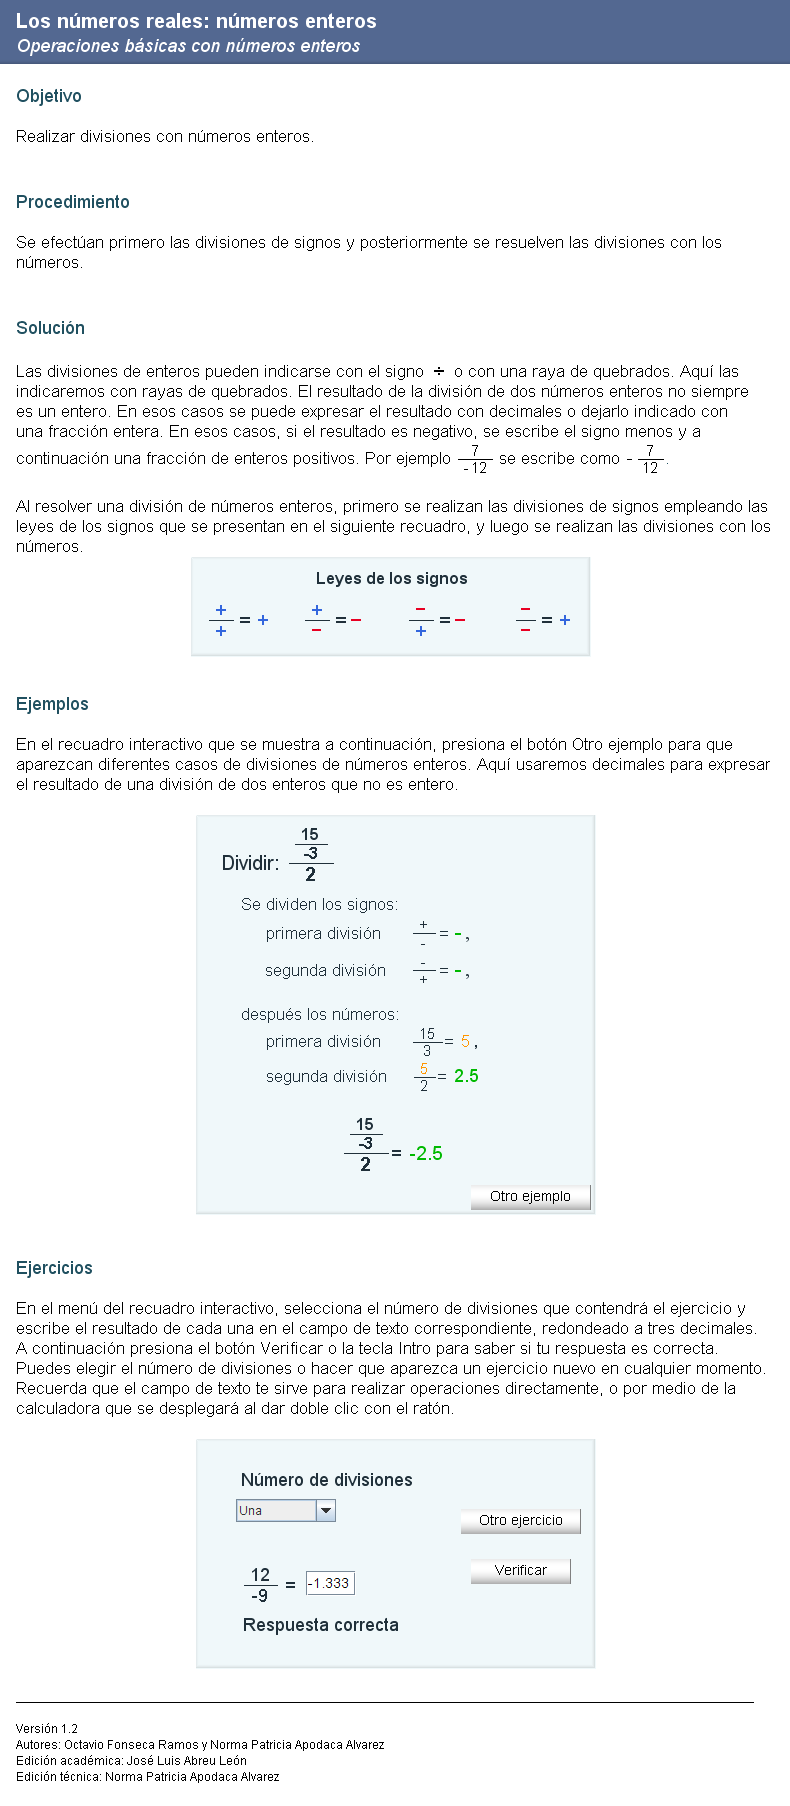 Los números reales: números enteros
Operaciones básicas con números enteros
Objetivo
Realizar divisiones con números enteros.
Procedimiento
Se efectúan primero las divisiones de signos y posteriormente se resuelven las divisiones con los
números.
Solución
Las divisiones de enteros pueden indicarse con el signo ÷ o con una raya de quebrados. Aquí las
indicaremos con rayas de quebrados. El resultado de la división de dos números enteros no siempre
es un entero. En esos casos se puede expresar el resultado con decimales o dejarlo indicado con
una fracción entera. En esos casos, si el resultado es negativo, se escribe el signo menos y a
continuación una fracción de enteros positivos. Por ejemplo 7/-12 se escribe como - 7/12.
Al resolver una división de números enteros, primero se realizan las divisiones de signos empleando las
leyes de los signos que se presentan en el siguiente recuadro, y luego se realizan las divisiones con los
números.
Leyes de los signos
+/+ = + +/− = − −/+ = − −/− = +
Ejemplos
En el recuadro interactivo que se muestra a continuación, presiona el botón Otro ejemplo para que
aparezcan diferentes casos de divisiones de números enteros. Aquí usaremos decimales para expresar
el resultado de una división de dos enteros que no es entero.
Dividir: (15/-3)/2
Se dividen los signos:
primera división +/- = -,
segunda división -/+ = -,
después los números:
primera división 15/3 = 5,
segunda división 5/2 = 2.5
(15/-3)/2 = -2.5
Otro ejemplo
Ejercicios
En el menú del recuadro interactivo, selecciona el número de divisiones que contendrá el ejercicio y
escribe el resultado de cada una en el campo de texto correspondiente, redondeado a tres decimales.
A continuación presiona el botón Verificar o la tecla Intro para saber si tu respuesta es correcta.
Puedes elegir el número de divisiones o hacer que aparezca un ejercicio nuevo en cualquier momento.
Recuerda que el campo de texto te sirve para realizar operaciones directamente, o por medio de la
calculadora que se desplegará al dar doble clic con el ratón.
Número de divisiones
Una
Otro ejercicio
Verificar
12/-9 = -1.333
Respuesta correcta
Versión 1.2
Autores: Octavio Fonseca Ramos y Norma Patricia Apodaca Alvarez
Edición académica: José Luis Abreu León
Edición técnica: Norma Patricia Apodaca Alvarez